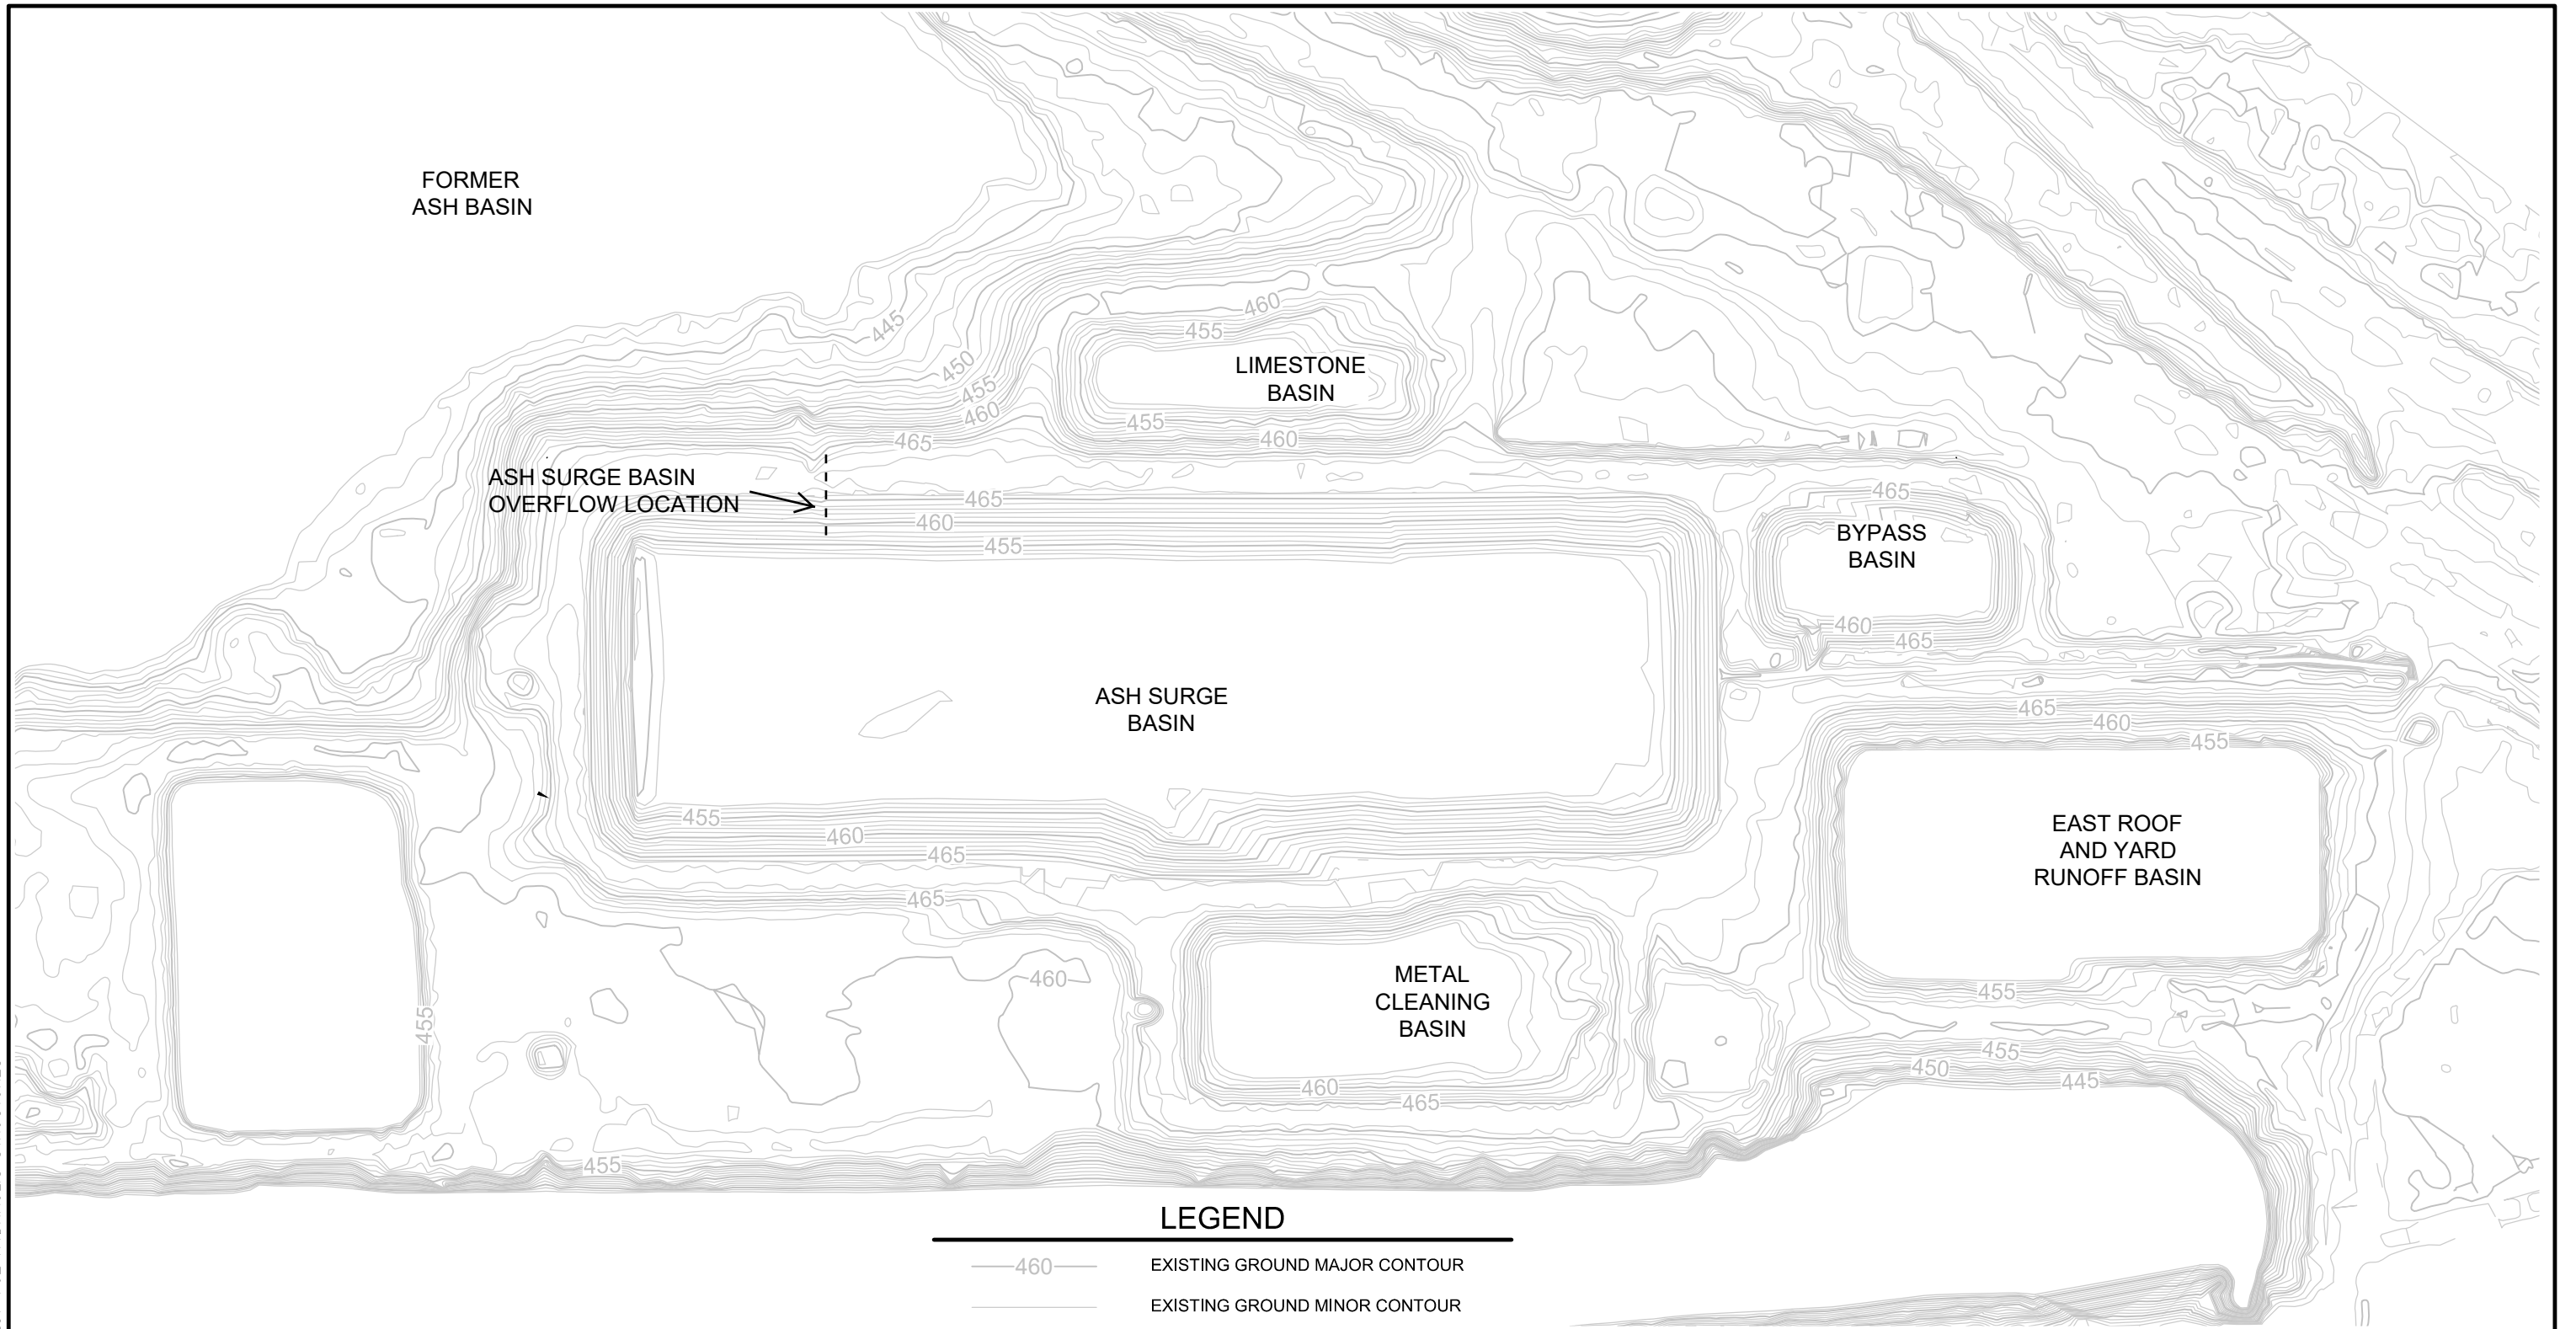 FORMER
ASH BASIN
445
450
455
460
465
460
455
LIMESTONE
BASIN
455
460
ASH SURGE BASIN
OVERFLOW LOCATION
465
460
455
465
BYPASS
BASIN
460
465
ASH SURGE
BASIN
465
460
455
455
460
465
465
EAST ROOF
AND YARD
RUNOFF BASIN
455
460
METAL
CLEANING
BASIN
460
465
455
455
450
445
455
LEGEND
460 EXISTING GROUND MAJOR CONTOUR
EXISTING GROUND MINOR CONTOUR